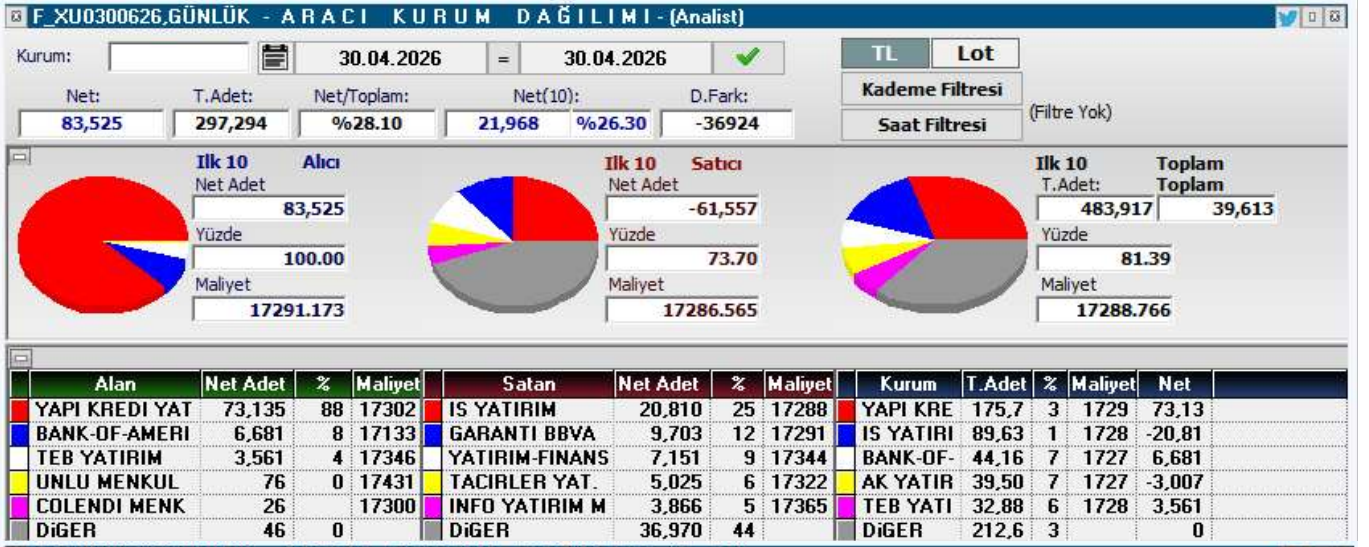 F_XU0300626,GÜNLÜK - A R A C I K U R U M D A Ğ I L I M I - (Analist)
Kurum: 30.04.2026 = 30.04.2026 TL Lot
Kademe Filtresi
Net: T.Adet: Net/Toplam: Net(10): D.Fark:
83,525 297,294 %28.10 21,968 %26.30 -36924 Saat Filtresi (Filtre Yok)
Ilk 10 Alıcı Ilk 10 Satıcı Ilk 10 Toplam
Net Adet Net Adet T.Adet: Toplam
83,525 -61,557 483,917 39,613
Yüzde Yüzde Yüzde
100.00 73.70 81.39
Maliyet Maliyet Maliyet
17291.173 17286.565 17288.766
Alan Net Adet % Maliyet Satan Net Adet % Maliyet Kurum T.Adet % Maliyet Net
YAPI KREDI YAT 73,135 88 17302 IS YATIRIM 20,810 25 17288 YAPI KRE 175,7 3 1729 73,13
BANK-OF-AMERI 6,681 8 17133 GARANTI BBVA 9,703 12 17291 IS YATIRI 89,63 1 1728 -20,81
TEB YATIRIM 3,561 4 17346 YATIRIM-FINANS 7,151 9 17344 BANK-OF- 44,16 7 1727 6,681
UNLU MENKUL 76 0 17431 TACIRLER YAT. 5,025 6 17322 AK YATIR 39,50 7 1727 -3,007
COLENDI MENK 26 17300 INFO YATIRIM M 3,866 5 17365 TEB YATI 32,88 6 1728 3,561
DiGER 46 0 DiGER 36,970 44 DiGER 212,6 3 0